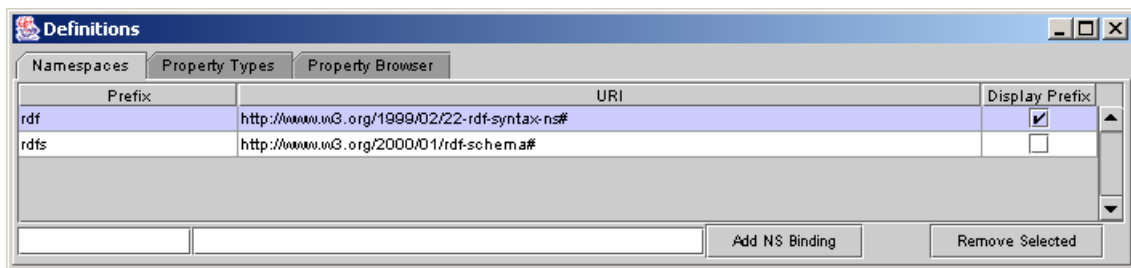 Definitions
Namespaces Property Types Property Browser
Prefix URI Display Prefix
rdf http://www.w3.org/1999/02/22-rdf-syntax-ns#
rdfs http://www.w3.org/2000/01/rdf-schema#
Add NS Binding Remove Selected